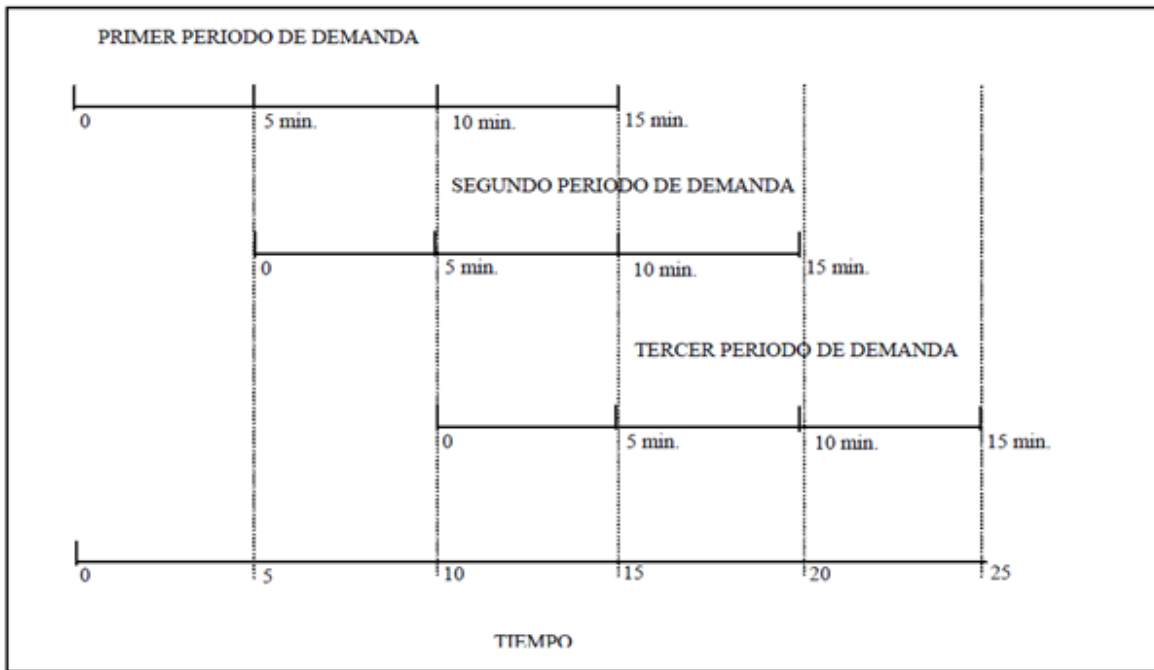 PRIMER PERIODO DE DEMANDA
0 5 min. 10 min. 15 min.
SEGUNDO PERIODO DE DEMANDA
0 5 min. 10 min. 15 min.
TERCER PERIODO DE DEMANDA
0 5 min. 10 min. 15 min.
0 5 10 15 20 25
TIEMPO